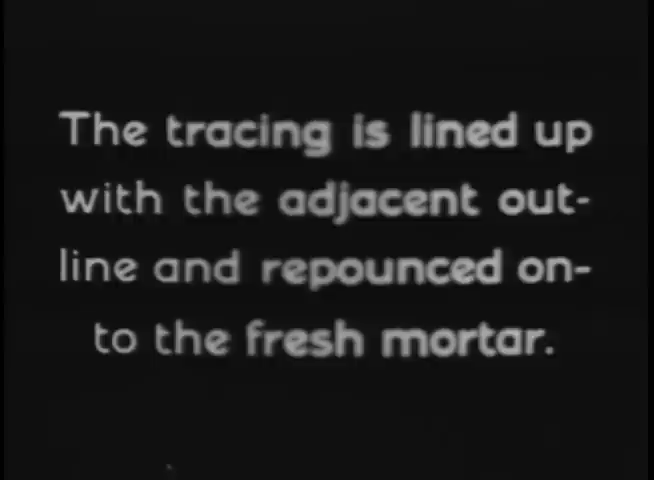 The tracing is lined up
with the adjacent out-
line and repounced on-
to the fresh mortar.